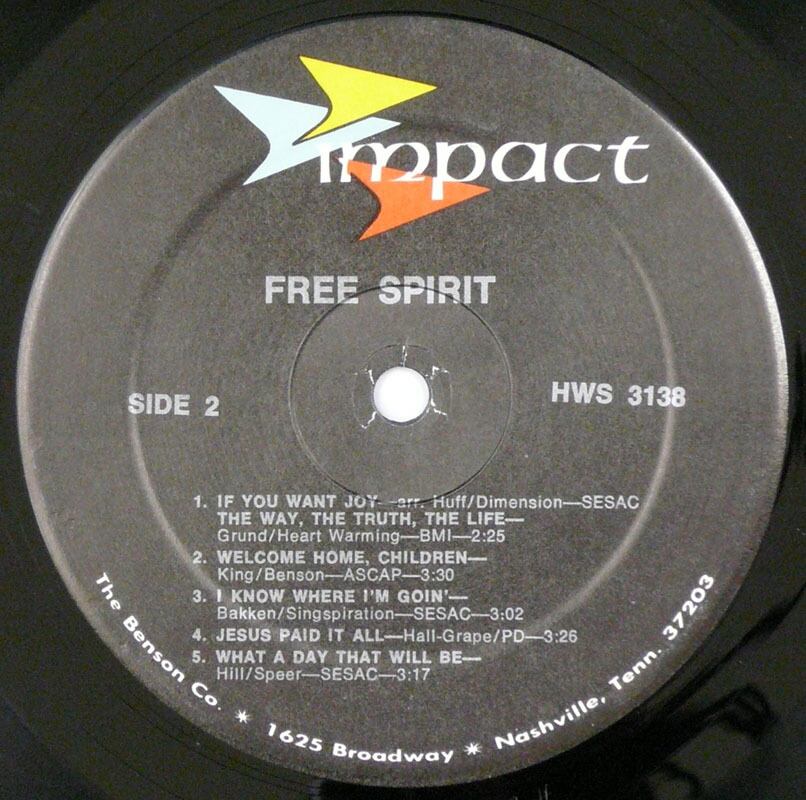 impact
FREE SPIRIT
SIDE 2
HWS 3138
1. IF YOU WANT JOY—arr. Huff/Dimension—SESAC
THE WAY, THE TRUTH, THE LIFE—
Grund/Heart Warming—BMI—2:25
2. WELCOME HOME, CHILDREN—
King/Benson—ASCAP—3:30
3. I KNOW WHERE I'M GOIN'—
Bakken/Singspiration—SESAC—3:02
4. JESUS PAID IT ALL—Hall-Grape/PD—3:26
5. WHAT A DAY THAT WILL BE—
Hill/Speer—SESAC—3:17
The Benson Co. * 1625 Broadway * Nashville, Tenn. 37203